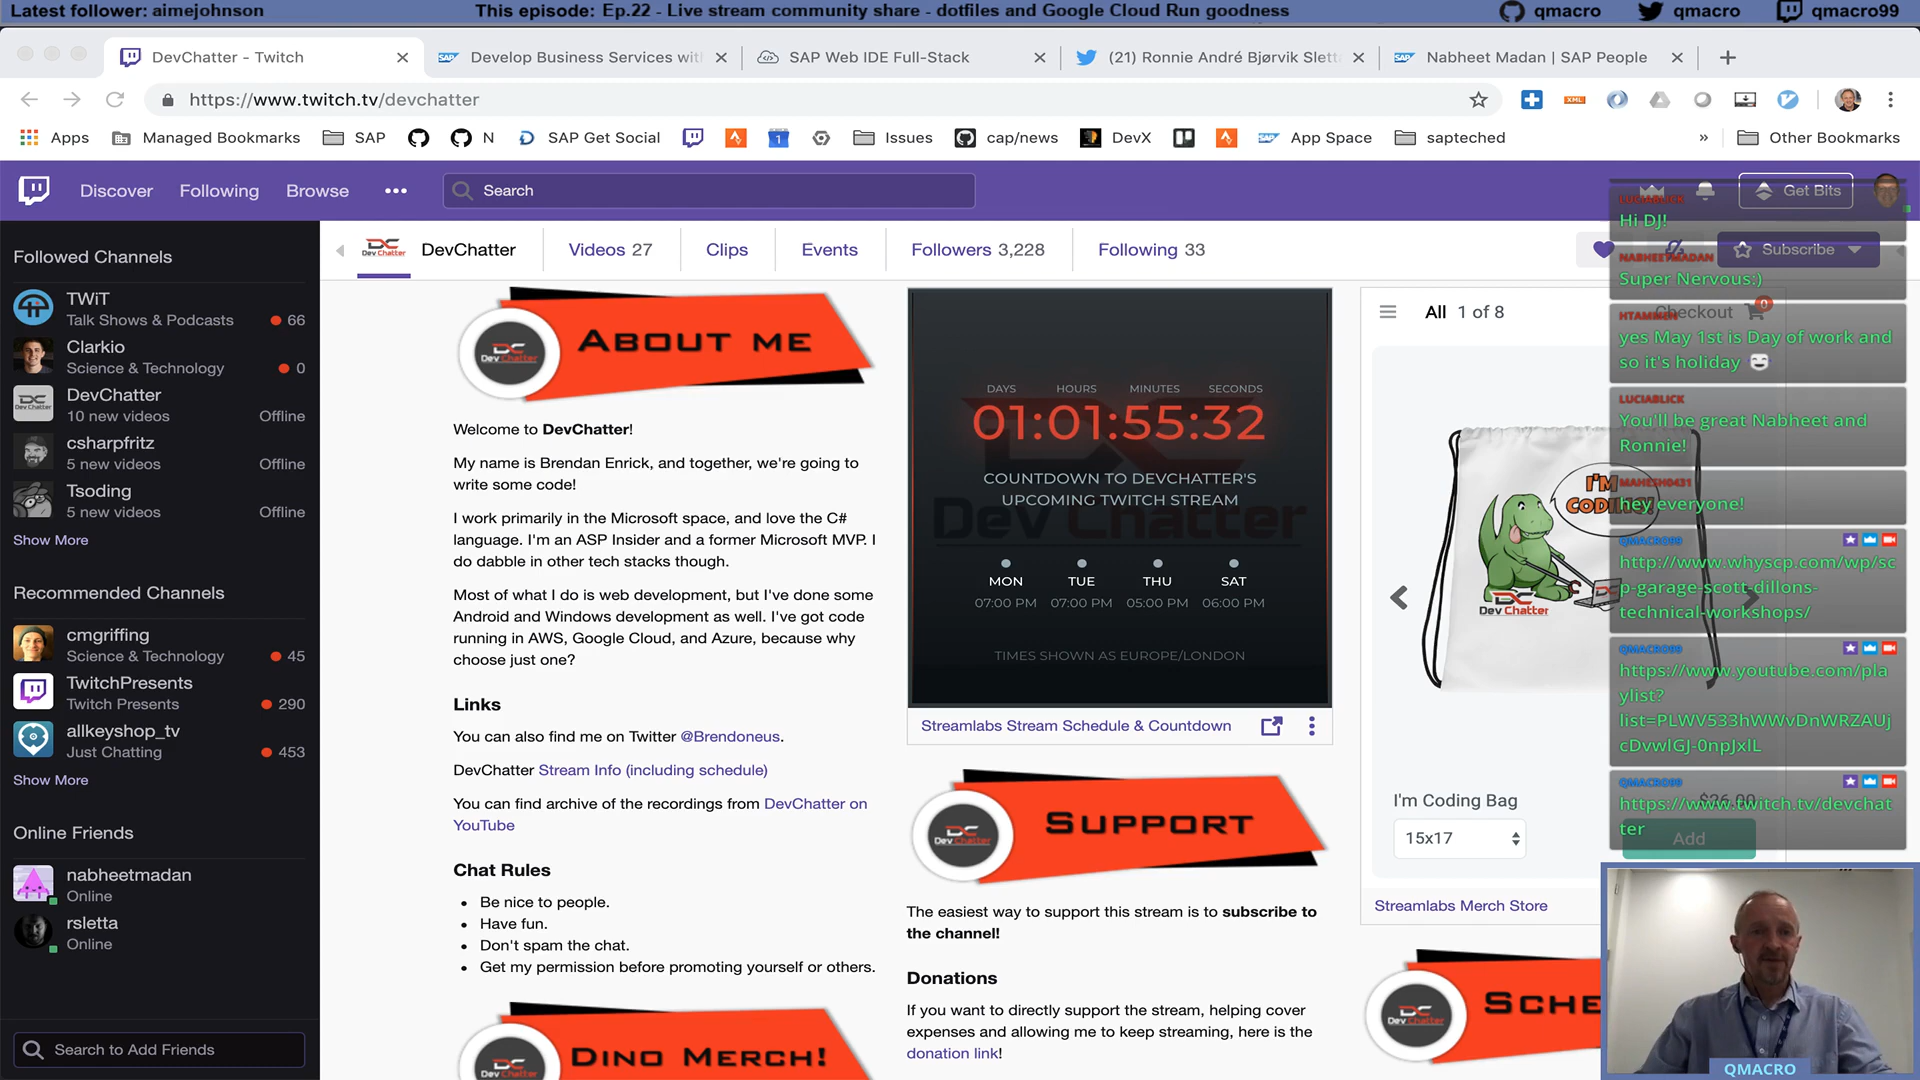 Latest follower: aimejohnson
This episode: Ep.22 - Live stream community share - dotfiles and Google Cloud Run goodness
qmacro
qmacro
qmacro99
DevChatter - Twitch
Develop Business Services wit
SAP Web IDE Full-Stack
(21) Ronnie André Bjørvik Slett
Nabheet Madan | SAP People
https://www.twitch.tv/devchatter
Apps
Managed Bookmarks
SAP
N
SAP Get Social
Issues
cap/news
DevX
App Space
sapteched
Other Bookmarks
Discover
Following
Browse
Search
Get Bits
DevChatter
Videos 27
Clips
Events
Followers 3,228
Following 33
Subscribe
Followed Channels
TWiT
Talk Shows & Podcasts
66
Clarkio
Science & Technology
0
DevChatter
10 new videos
Offline
csharpfritz
5 new videos
Offline
Tsoding
5 new videos
Offline
Show More
Recommended Channels
cmgriffing
Science & Technology
45
TwitchPresents
Twitch Presents
290
allkeyshop_tv
Just Chatting
453
Show More
Online Friends
nabheetmadan
Online
rsletta
Online
Search to Add Friends
About me
Welcome to DevChatter!
My name is Brendan Enrick, and together, we're going to
write some code!
I work primarily in the Microsoft space, and love the C#
language. I'm an ASP Insider and a former Microsoft MVP. I
do dabble in other tech stacks though.
Most of what I do is web development, but I've done some
Android and Windows development as well. I've got code
running in AWS, Google Cloud, and Azure, because why
choose just one?
Links
You can also find me on Twitter @Brendoneus.
DevChatter Stream Info (including schedule)
You can find archive of the recordings from DevChatter on
YouTube
Chat Rules
Be nice to people.
Have fun.
Don't spam the chat.
Get my permission before promoting yourself or others.
Dino Merch!
DAYS HOURS MINUTES SECONDS
01:01:55:32
COUNTDOWN TO DEVCHATTER'S
UPCOMING TWITCH STREAM
Dev Chatter
MON TUE THU SAT
07:00 PM 07:00 PM 05:00 PM 06:00 PM
TIMES SHOWN AS EUROPE/LONDON
Streamlabs Stream Schedule & Countdown
Support
The easiest way to support this stream is to subscribe to
the channel!
Donations
If you want to directly support the stream, helping cover
expenses and allowing me to keep streaming, here is the
donation link!
All 1 of 8
Checkout
0
I'M
CODING!
Dev Chatter
I'm Coding Bag
$26.00
15x17
Add
Streamlabs Merch Store
Sche
LUCIABLICK
Hi DJ!
NABHEETMADAN
Super Nervous:)
yes May 1st is Day of work and
so it's holiday
LUCIABLICK
You'll be great Nabheet and
Ronnie!
MAHESH0431
hey everyone!
QMACRO99
http://www.whyscp.com/wp/sc
p-garage-scott-dillons-
technical-workshops/
QMACRO99
https://www.youtube.com/pla
ylist?
list=PLWV533hWWvDnWRZAUj
cDvwlGJ-0npJxIL
QMACRO99
https://www.twitch.tv/devchat
ter
QMACRO